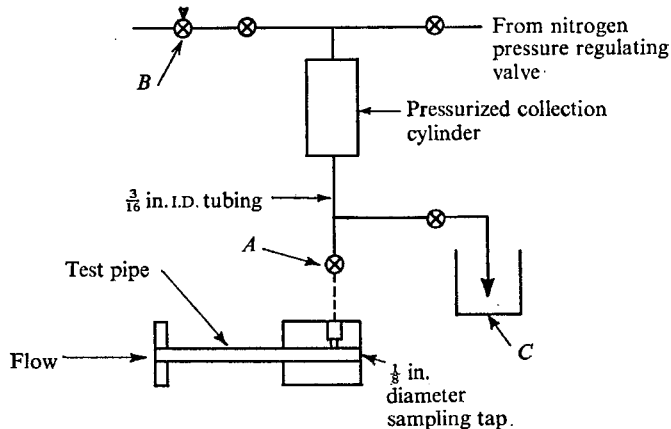 From nitrogen
pressure regulating
valve
B
Pressurized collection
cylinder
3/16 in. I.D. tubing
A
Test pipe
Flow
C
1/8 in.
diameter
sampling tap.